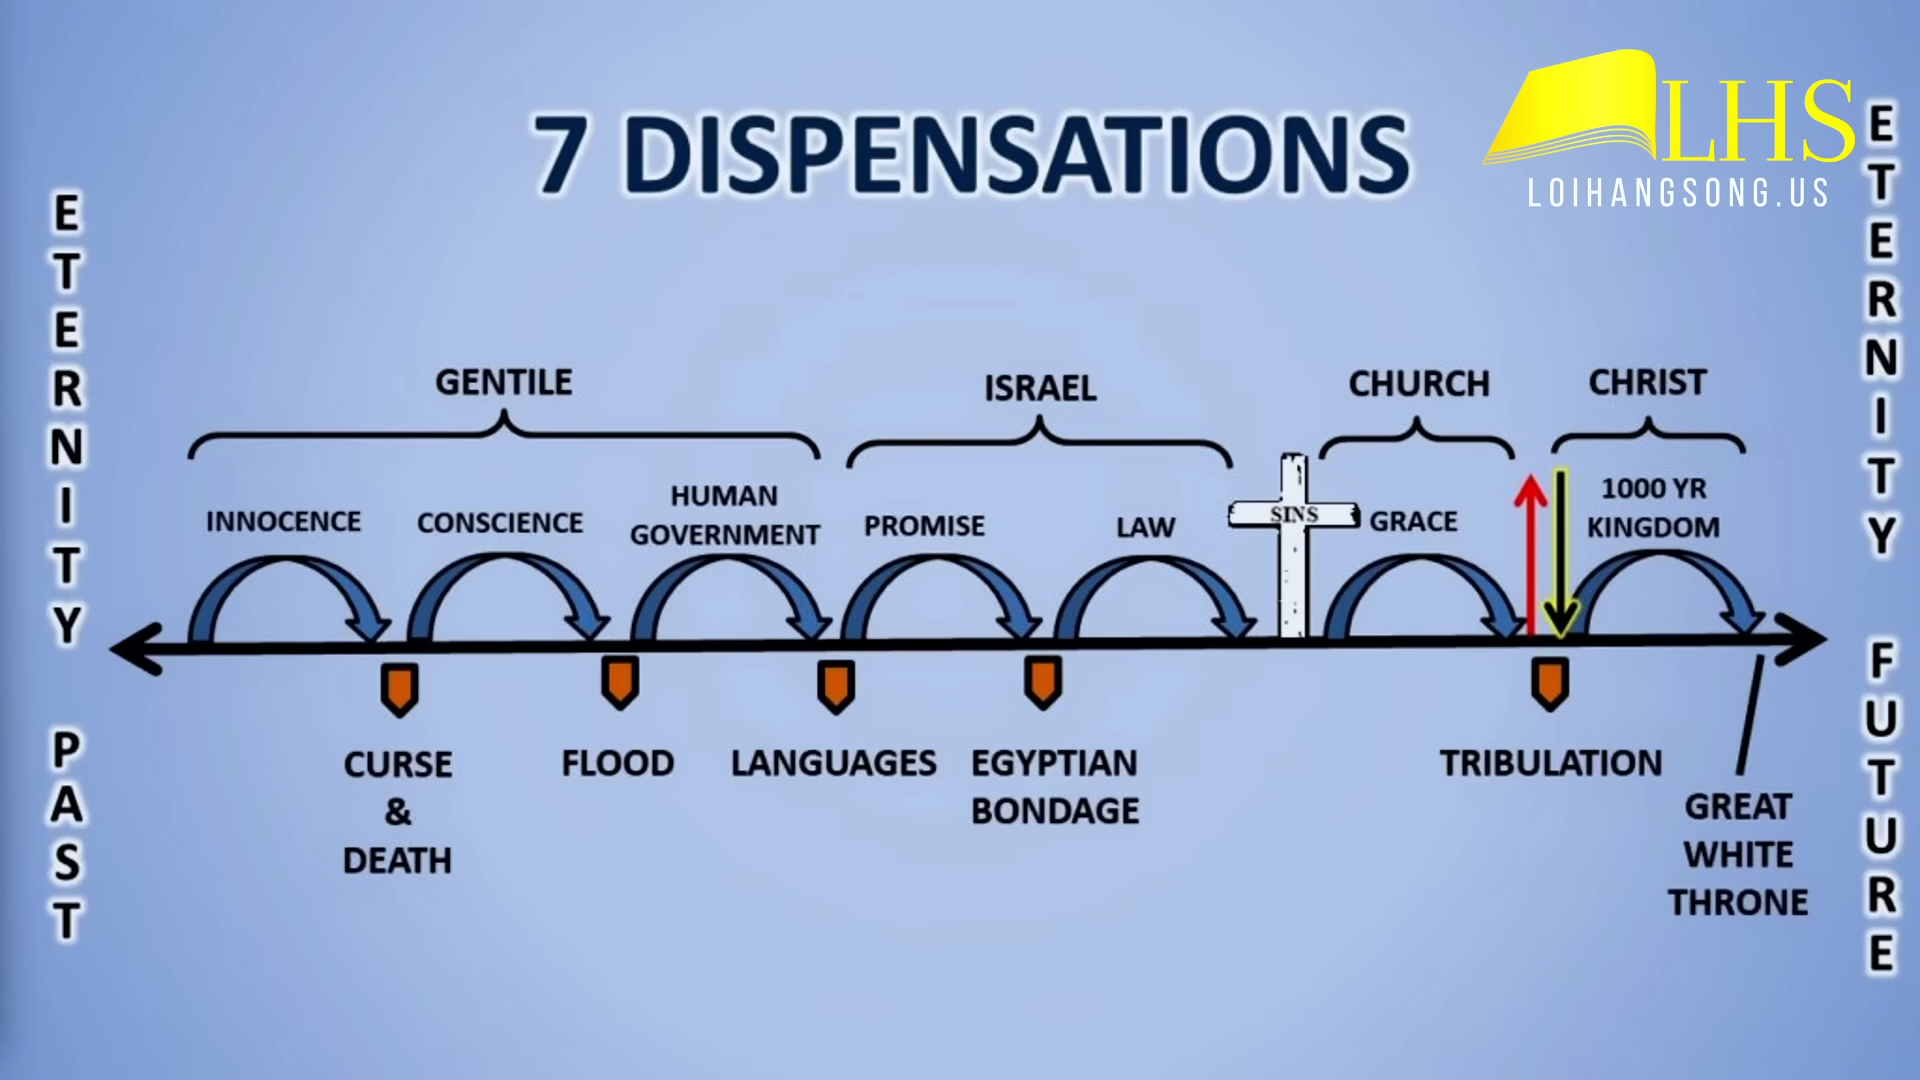 7 DISPENSATIONS
LHS
LOIHANGSONG.US
ETERNITY PAST
GENTILE
ISRAEL
CHURCH
CHRIST
INNOCENCE
CONSCIENCE
HUMAN
GOVERNMENT
PROMISE
LAW
SINS
GRACE
1000 YR
KINGDOM
CURSE
&
DEATH
FLOOD
LANGUAGES
EGYPTIAN
BONDAGE
TRIBULATION
GREAT
WHITE
THRONE
ETERNITY FUTURE